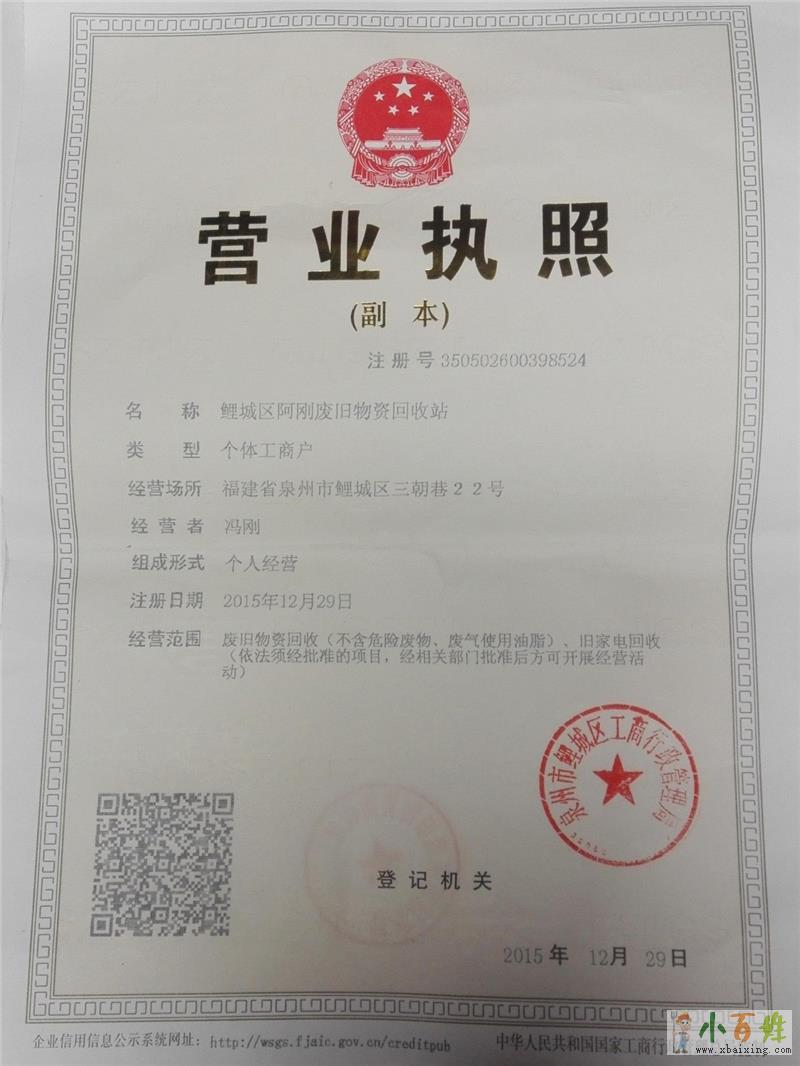 营业执照
(副 本)
注册号 350502600398524
名 称 鲤城区阿刚废旧物资回收站
类 型 个体工商户
经营场所 福建省泉州市鲤城区三朝巷22号
经营者 冯刚
组成形式 个人经营
注册日期 2015年12月29日
经营范围 废旧物资回收（不含危险废物、废气使用油脂）、旧家电回收
（依法须经批准的项目，经相关部门批准后方可开展经营活
动）
泉州市鲤城区工商行政管理局
登记机关
2015年 12月 29日
企业信用信息公示系统网址：http://wsgs.fjaic.gov.cn/creditpub
中华人民共和国国家工商行
小百姓
www.xbaixing.com